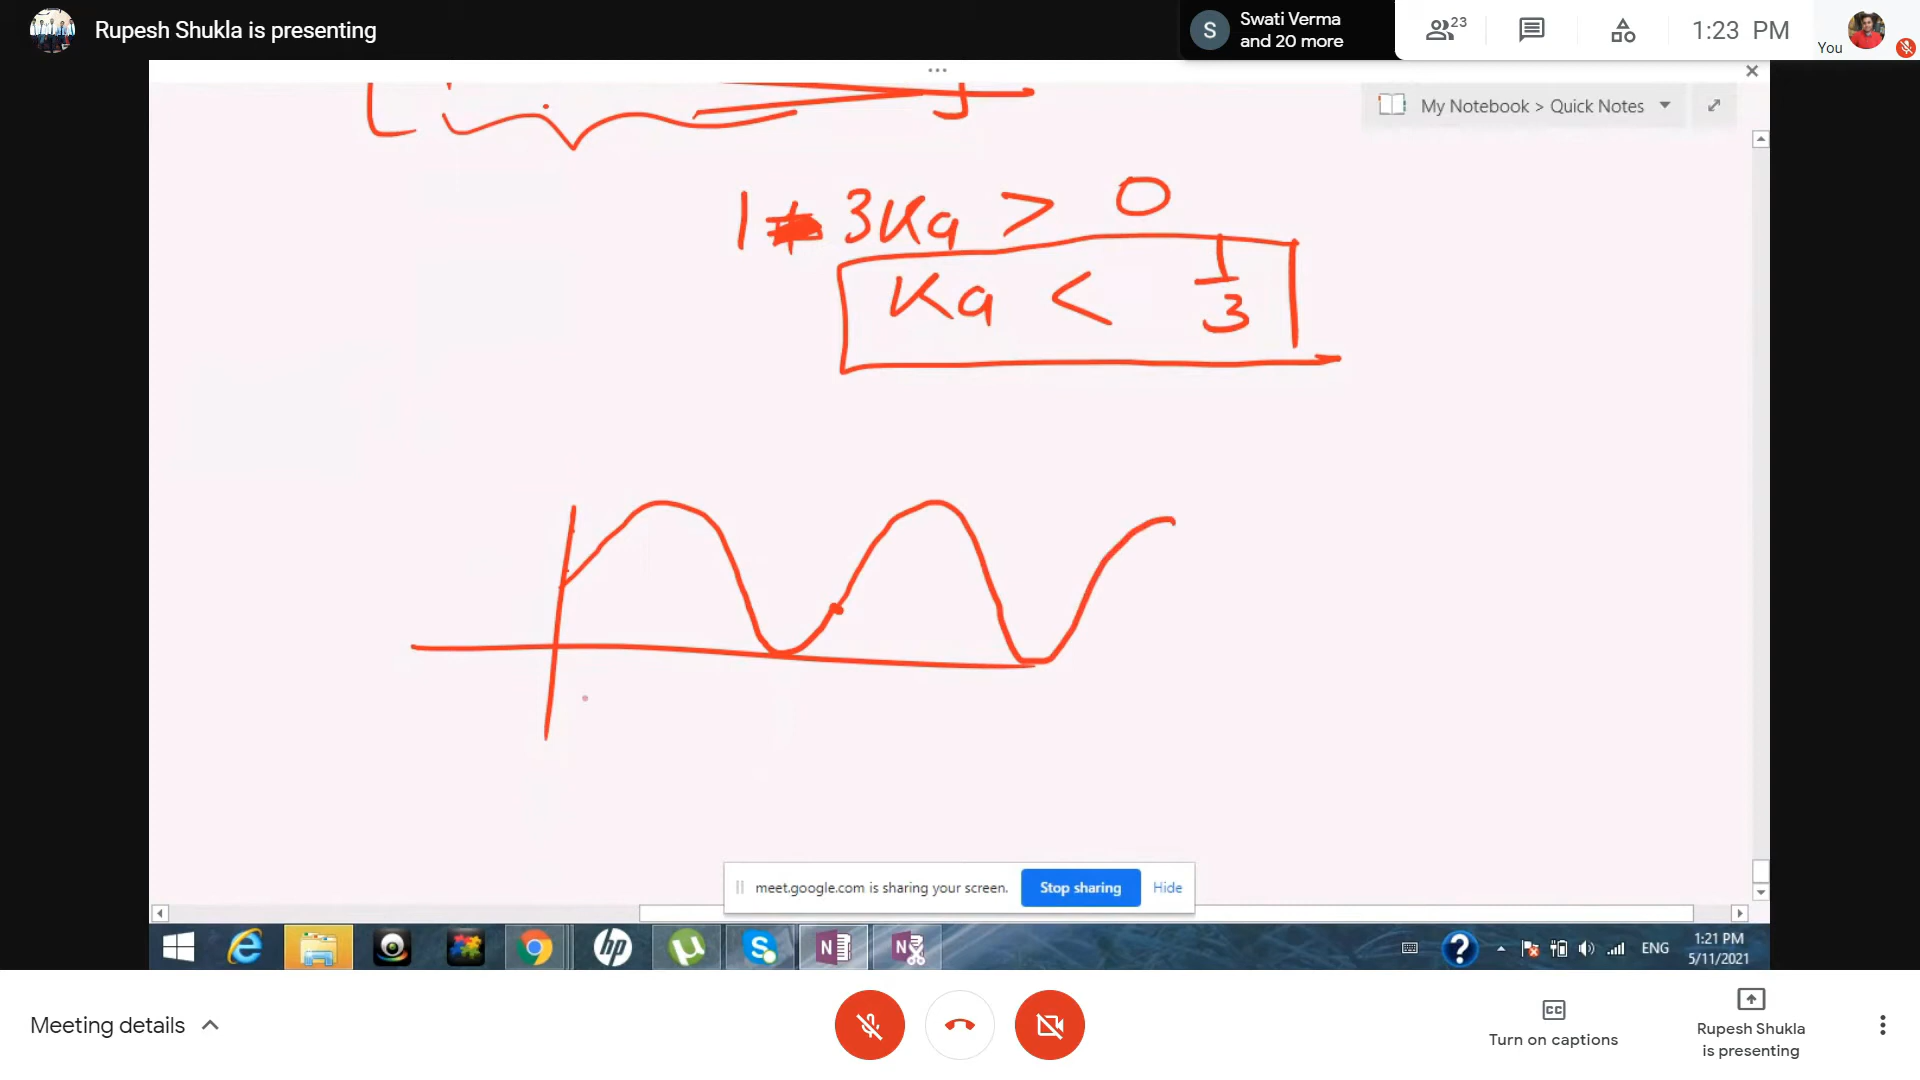 Rupesh Shukla is presenting
S
Swati Verma
and 20 more
23
1:23 PM
You
My Notebook > Quick Notes
1 - 3Ka > 0
Ka < 1/3
meet.google.com is sharing your screen.
Stop sharing
Hide
ENG
1:21 PM
5/11/2021
Meeting details
Turn on captions
Rupesh Shukla
is presenting